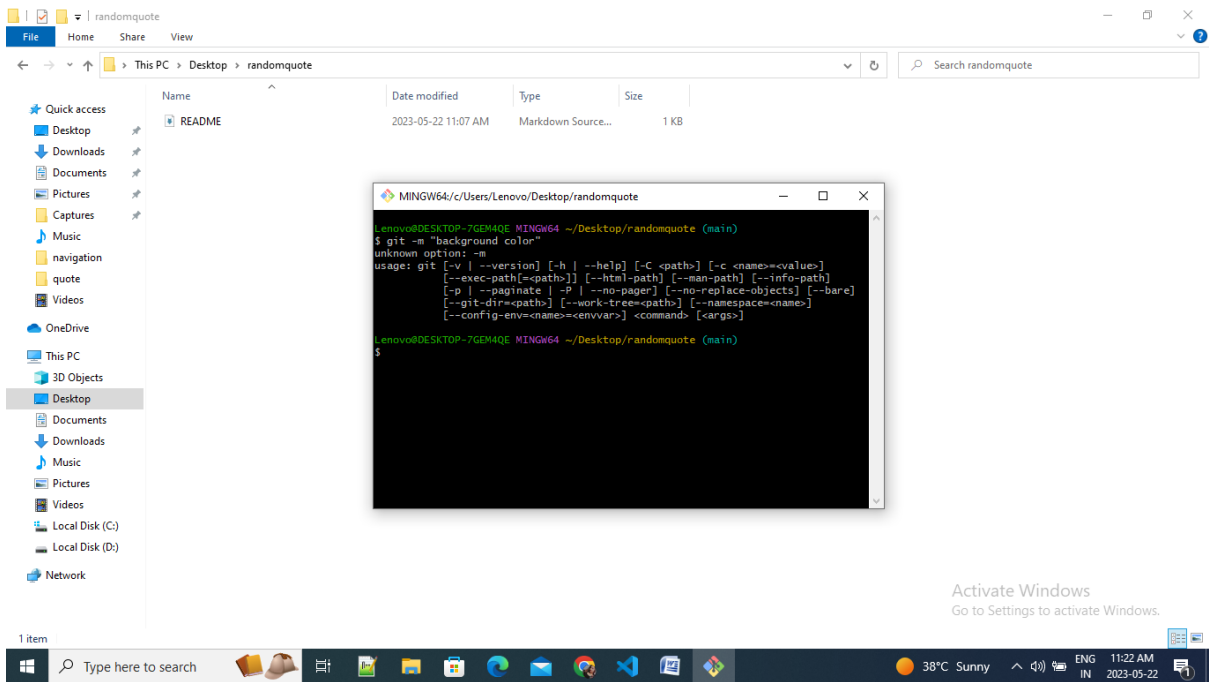 randomquote
File Home Share View
This PC > Desktop > randomquote
Search randomquote
Name Date modified Type Size
README 2023-05-22 11:07 AM Markdown Source... 1 KB
Quick access
Desktop
Downloads
Documents
Pictures
Captures
Music
navigation
quote
Videos
OneDrive
This PC
3D Objects
Desktop
Documents
Downloads
Music
Pictures
Videos
Local Disk (C:)
Local Disk (D:)
Network
1 item
MINGW64:/c/Users/Lenovo/Desktop/randomquote
Lenovo@DESKTOP-7GEM4QE MINGW64 ~/Desktop/randomquote (main)
$ git -m "background color"
unknown option: -m
usage: git [-v | --version] [-h | --help] [-C <path>] [-c <name>=<value>]
[--exec-path[=<path>]] [--html-path] [--man-path] [--info-path]
[-p | --paginate | -P | --no-pager] [--no-replace-objects] [--bare]
[--git-dir=<path>] [--work-tree=<path>] [--namespace=<name>]
[--config-env=<name>=<envvar>] <command> [<args>]
Lenovo@DESKTOP-7GEM4QE MINGW64 ~/Desktop/randomquote (main)
$
Activate Windows
Go to Settings to activate Windows.
Type here to search
38°C Sunny
ENG
IN
11:22 AM
2023-05-22
1